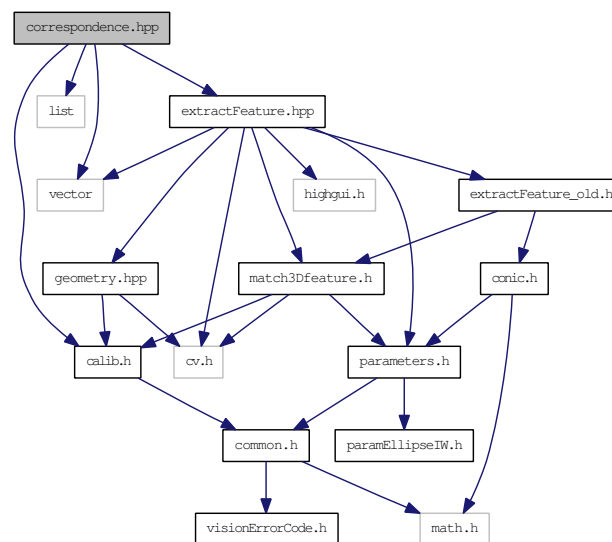 correspondence.hpp
list
extractFeature.hpp
vector
highgui.h
extractFeature_old.h
geometry.hpp
match3Dfeature.h
conic.h
calib.h
cv.h
parameters.h
common.h
paramEllipseIW.h
visionErrorCode.h
math.h